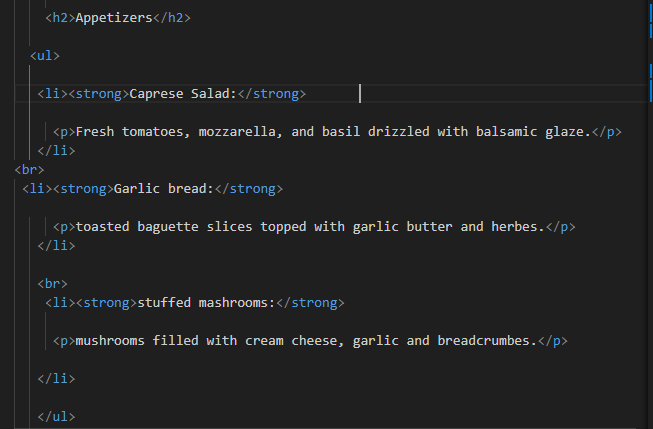 <h2>Appetizers</h2>
<ul>
<li><strong>Caprese Salad:</strong>
<p>Fresh tomatoes, mozzarella, and basil drizzled with balsamic glaze.</p>
</li>
<br>
<li><strong>Garlic bread:</strong>
<p>toasted baguette slices topped with garlic butter and herbes.</p>
</li>
<br>
<li><strong>stuffed mashrooms:</strong>
<p>mushrooms filled with cream cheese, garlic and breadcrumbes.</p>
</li>
</ul>